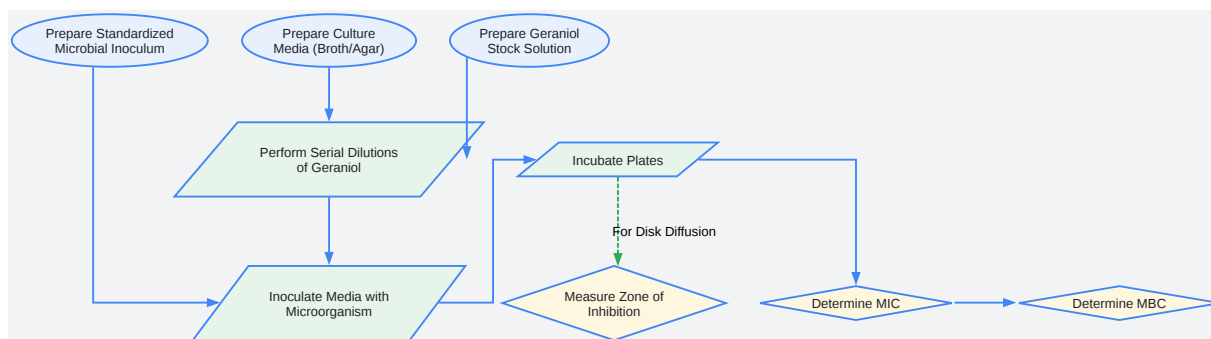 Prepare Standardized
Microbial Inoculum
Prepare Culture
Media (Broth/Agar)
Prepare Geraniol
Stock Solution
Perform Serial Dilutions
of Geraniol
Incubate Plates
For Disk Diffusion
Inoculate Media with
Microorganism
Measure Zone of
Inhibition
Determine MIC
Determine MBC